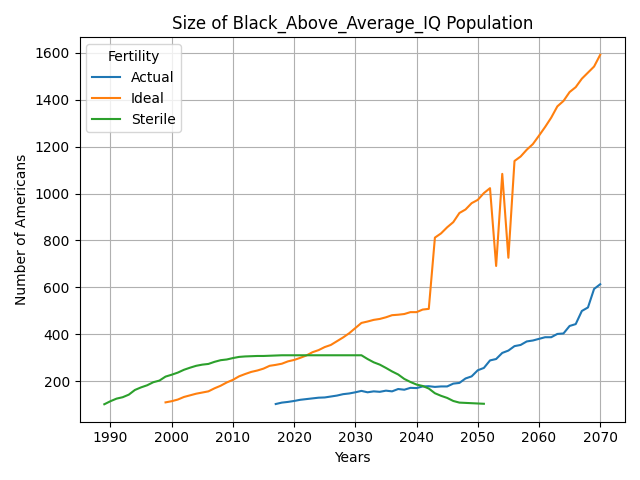 Size of Black_Above_Average_IQ Population
Fertility
Actual
Ideal
Sterile
Number of Americans
1600
1400
1200
1000
800
600
400
200
1990 2000 2010 2020 2030 2040 2050 2060 2070
Years